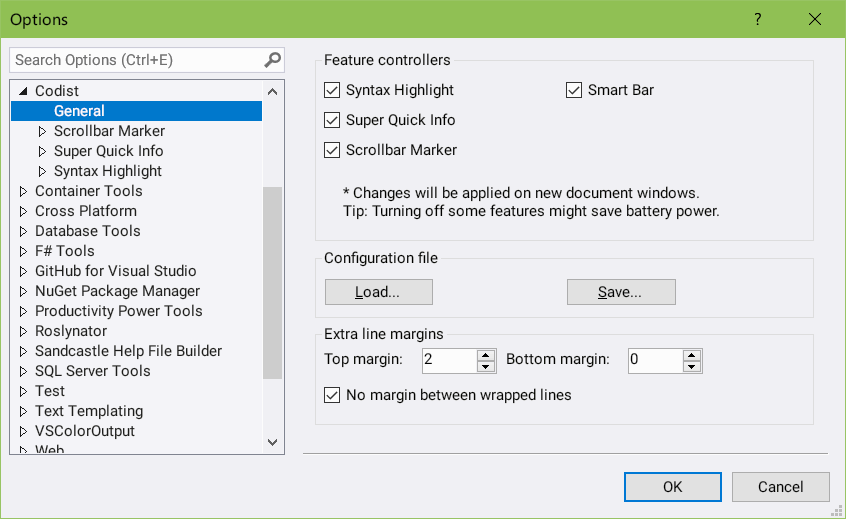 Options
?
Search Options (Ctrl+E)
Codist
General
Scrollbar Marker
Super Quick Info
Syntax Highlight
Container Tools
Cross Platform
Database Tools
F# Tools
GitHub for Visual Studio
NuGet Package Manager
Productivity Power Tools
Roslynator
Sandcastle Help File Builder
SQL Server Tools
Test
Text Templating
VSColorOutput
Web
Feature controllers
Syntax Highlight
Smart Bar
Super Quick Info
Scrollbar Marker
* Changes will be applied on new document windows.
Tip: Turning off some features might save battery power.
Configuration file
Load...
Save...
Extra line margins
Top margin: 2
Bottom margin: 0
No margin between wrapped lines
OK
Cancel